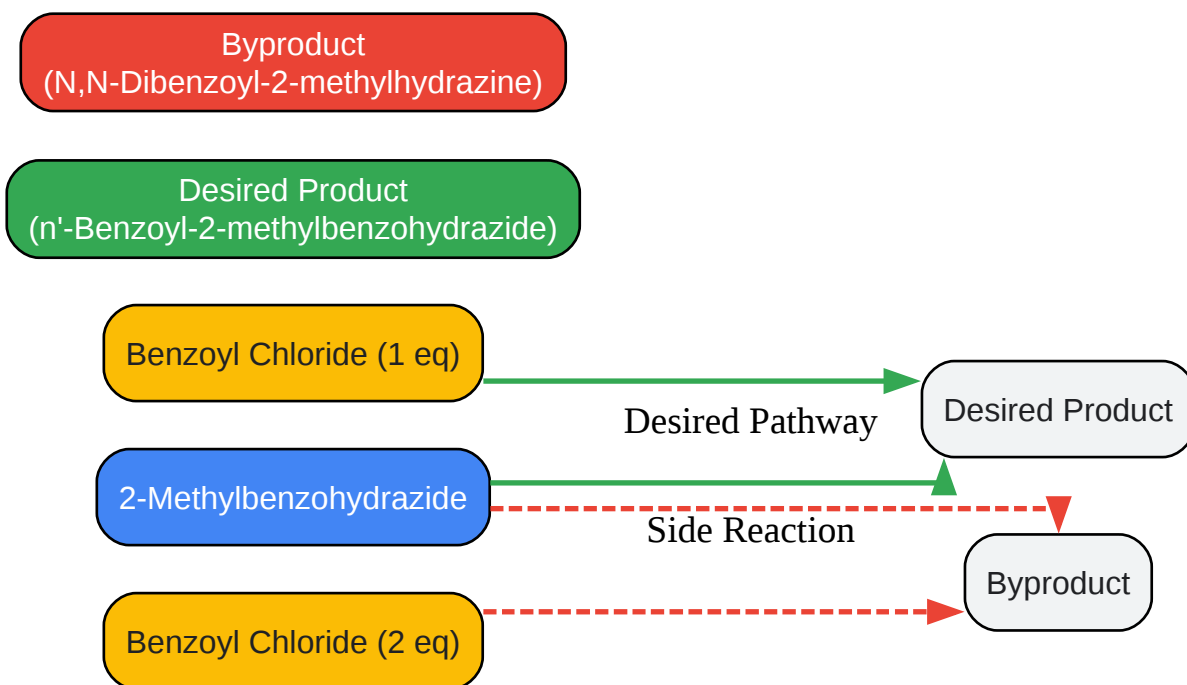 Byproduct
(N,N-Dibenzoyl-2-methylhydrazine)
Desired Product
(n'-Benzoyl-2-methylbenzohydrazide)
Benzoyl Chloride (1 eq)
Desired Product
Desired Pathway
2-Methylbenzohydrazide
Side Reaction
Byproduct
Benzoyl Chloride (2 eq)